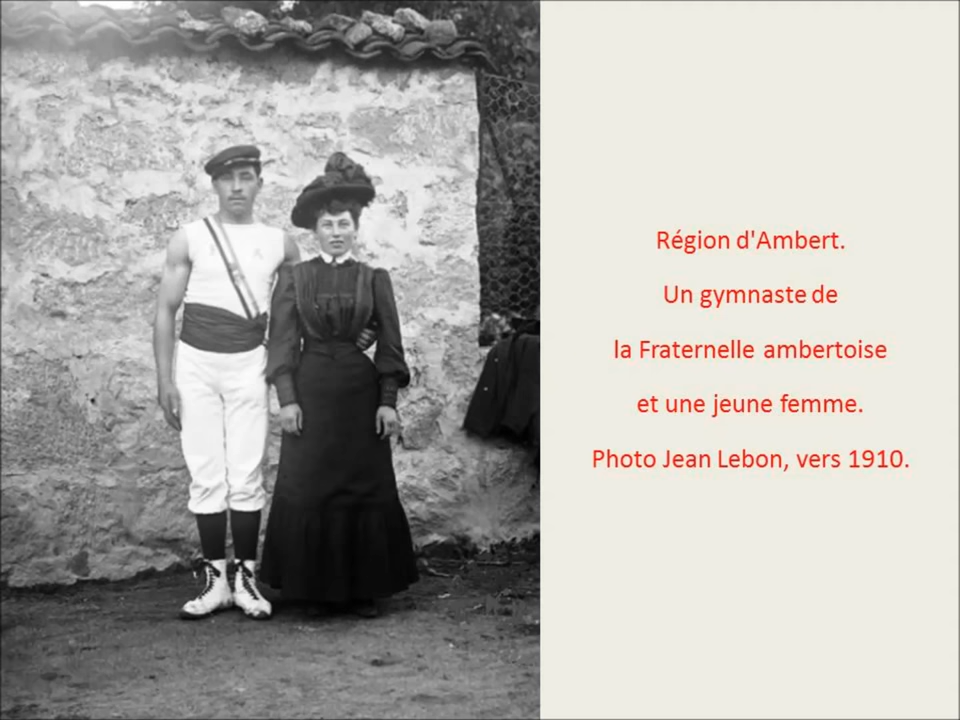 Région d'Ambert.
Un gymnaste de
la Fraternelle ambertoise
et une jeune femme.
Photo Jean Lebon, vers 1910.